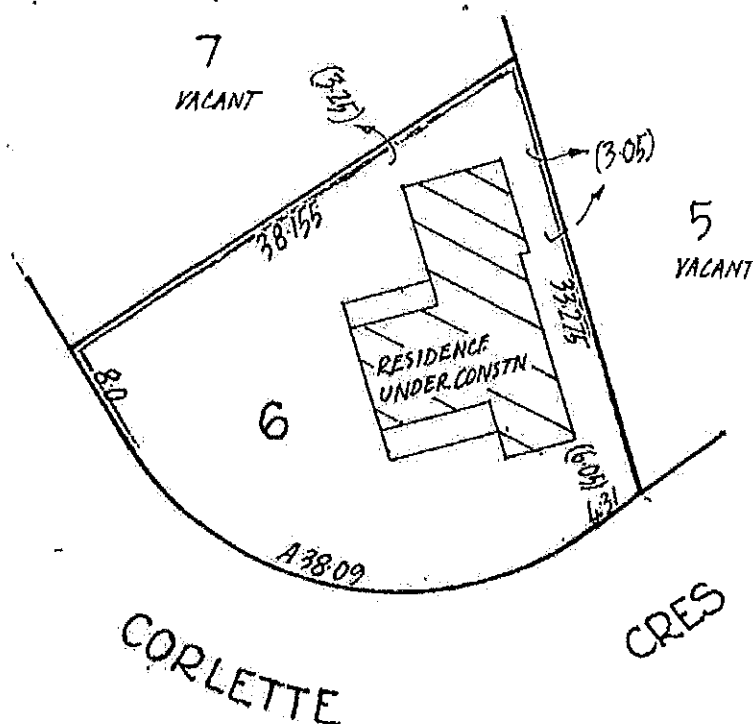 7
VACANT
(3·25)
(3·05)
38·155
5
VACANT
33·275
RESIDENCE
UNDER.CONSTN
8·0
6
(6·05)
4·31
A 38·09
CORLETTE
CRES